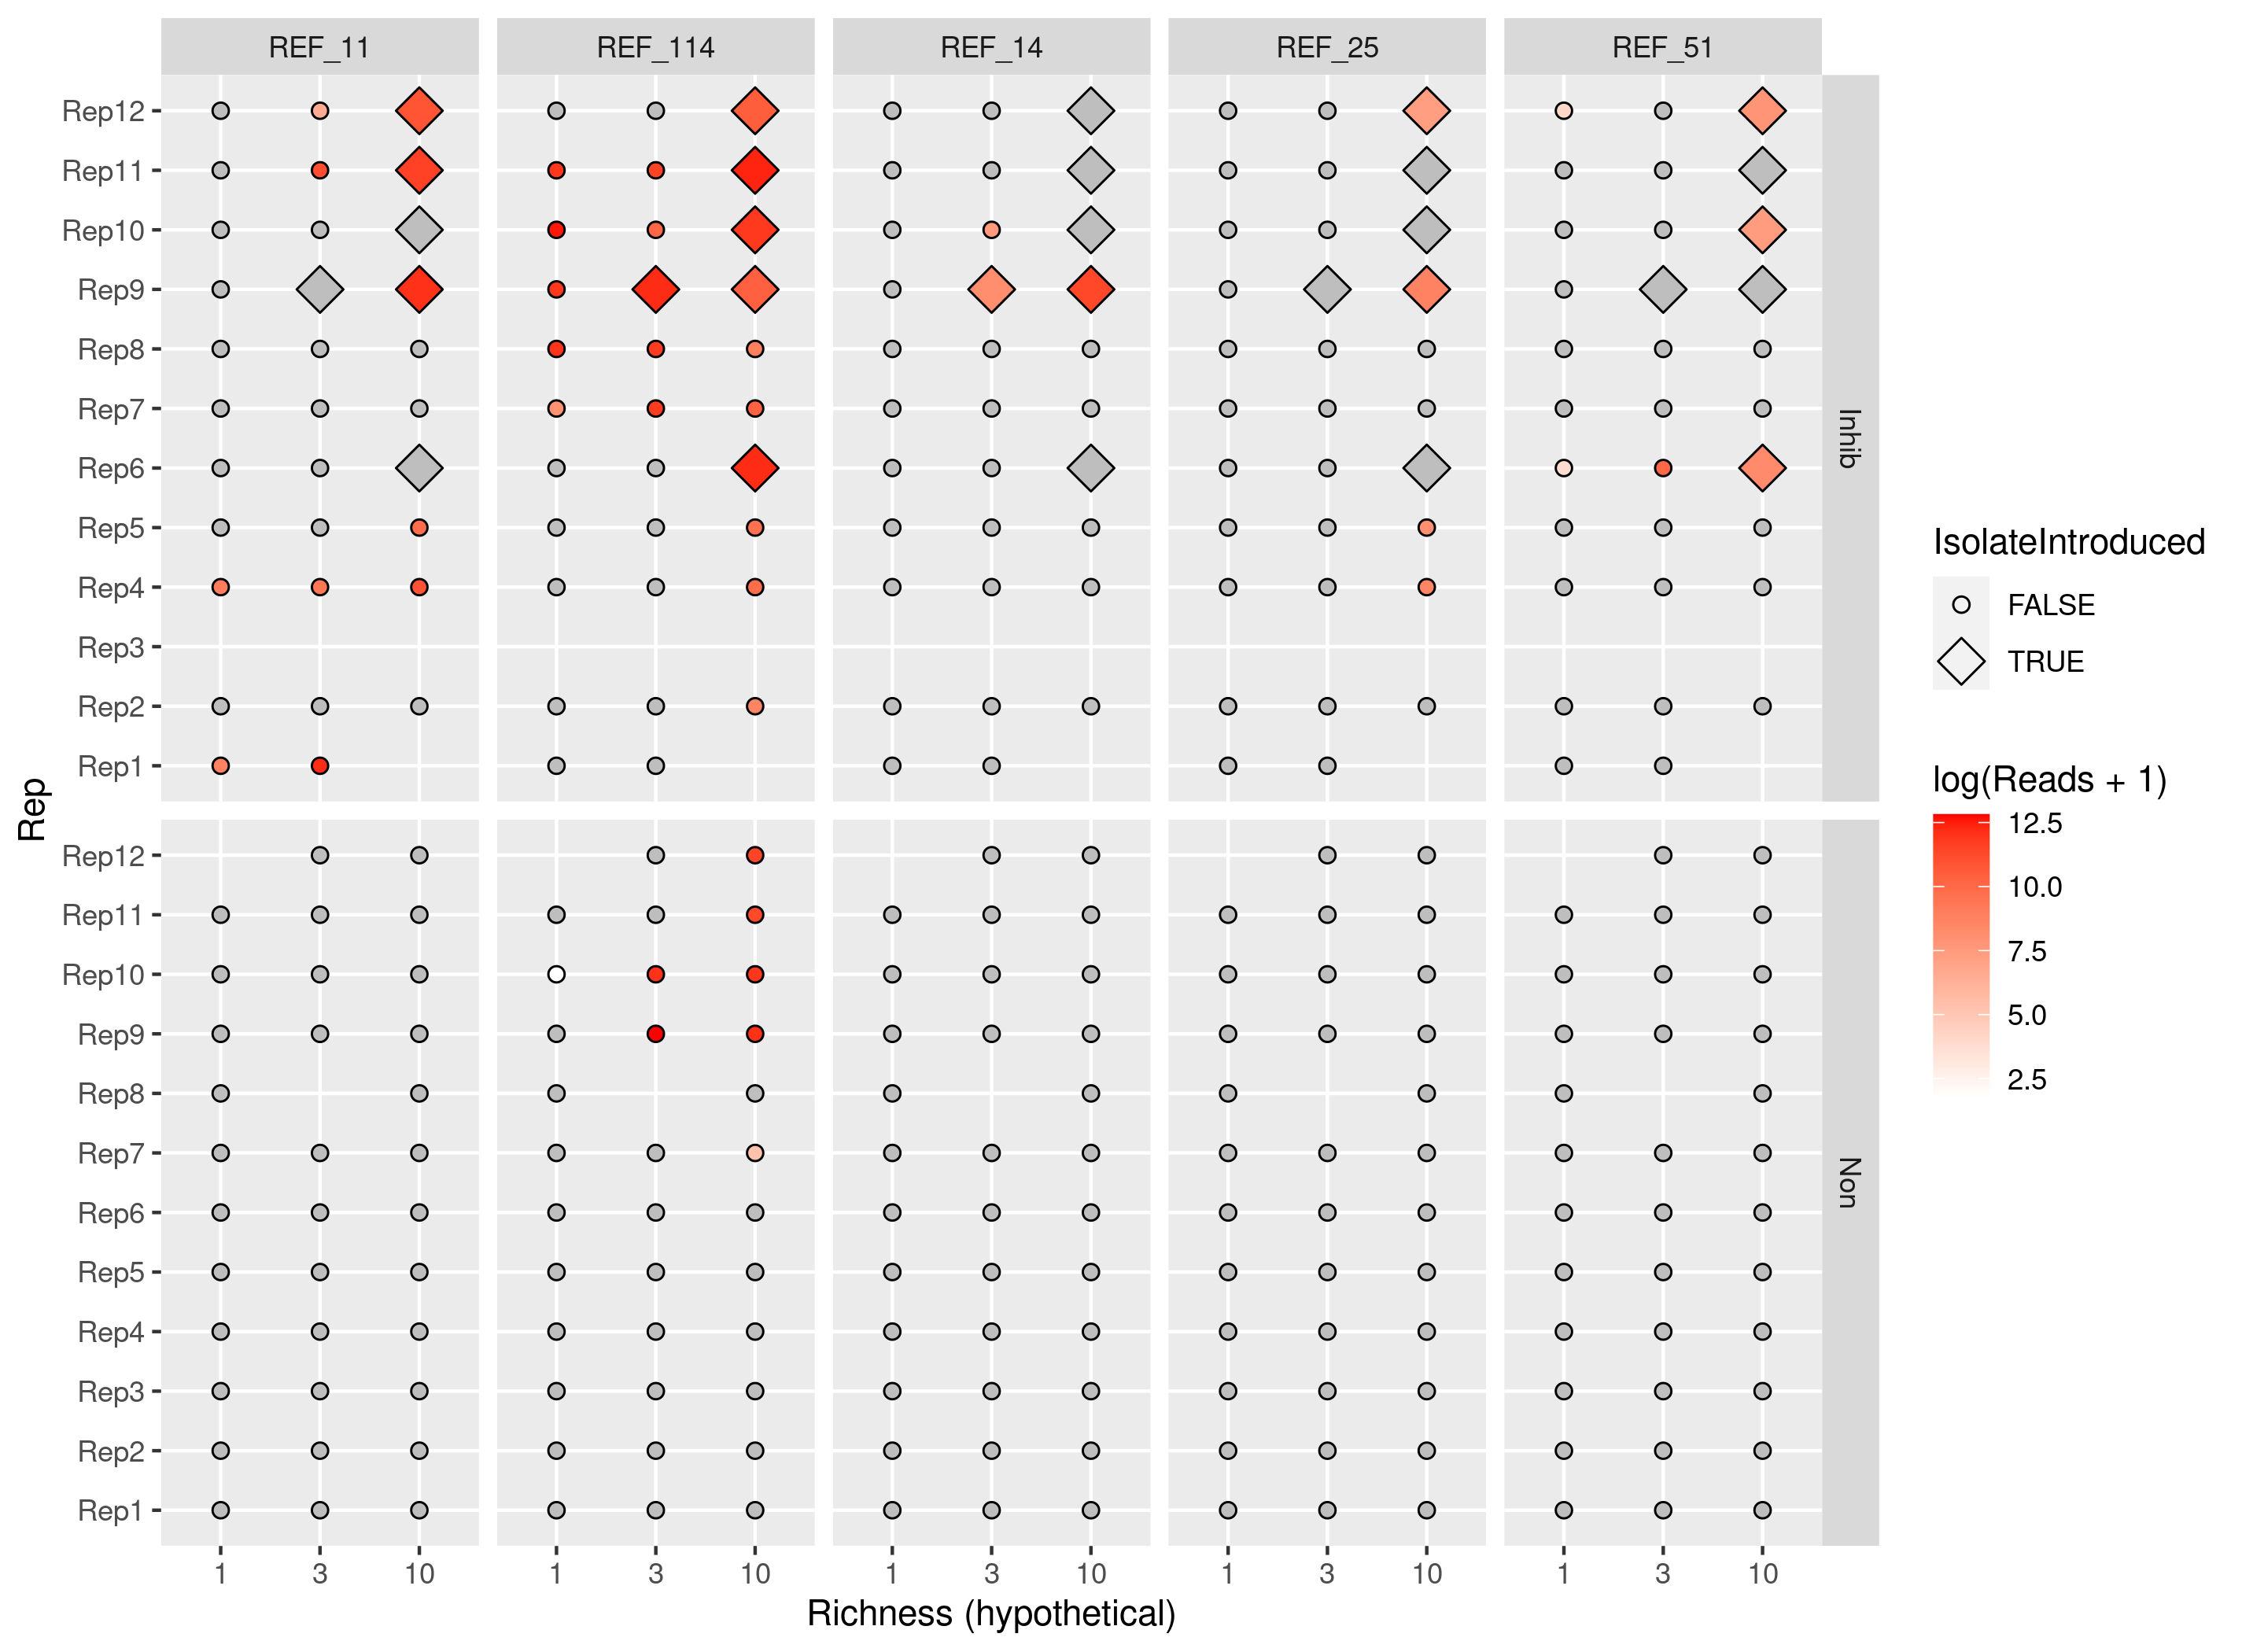 REF_11 REF_114 REF_14 REF_25 REF_51
Rep12
Rep11
Rep10
Rep9
Rep8
Rep7
Rep6
Rep5
Rep4
Rep3
Rep2
Rep1
Inhib
Rep12
Rep11
Rep10
Rep9
Rep8
Rep7
Rep6
Rep5
Rep4
Rep3
Rep2
Rep1
Non
Rep
1 3 10 1 3 10 1 3 10 1 3 10 1 3 10
Richness (hypothetical)
IsolateIntroduced
FALSE
TRUE
log(Reads + 1)
12.5
10.0
7.5
5.0
2.5